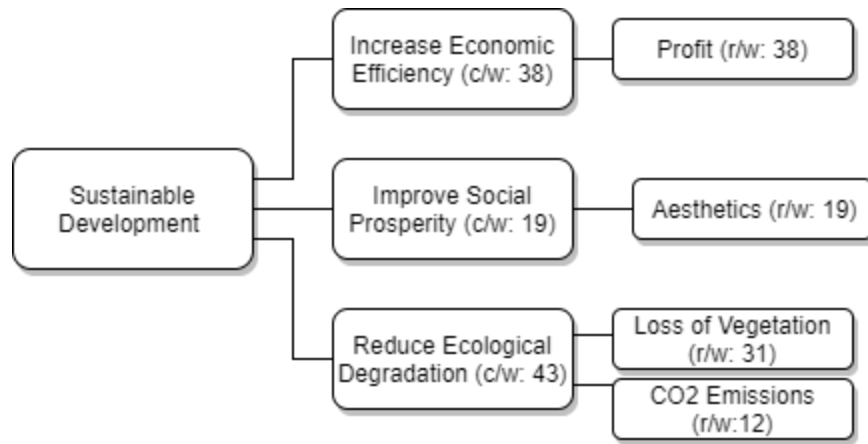 Sustainable
Development
Increase Economic
Efficiency (c/w: 38)
Profit (r/w: 38)
Improve Social
Prosperity (c/w: 19)
Aesthetics (r/w: 19)
Reduce Ecological
Degradation (c/w: 43)
Loss of Vegetation
(r/w: 31)
CO2 Emissions
(r/w:12)